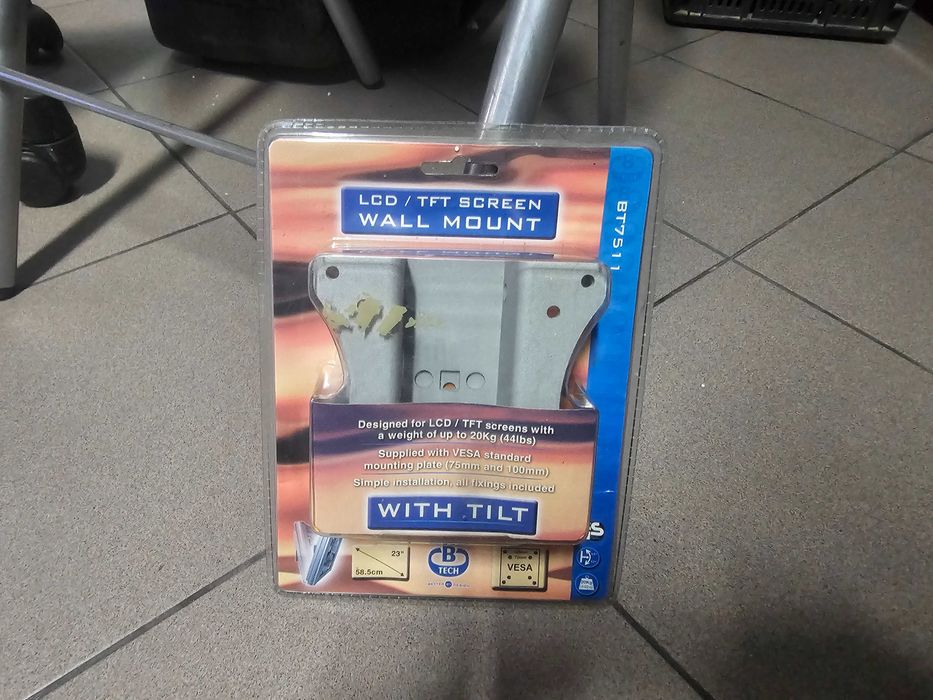 LCD / TFT SCREEN
WALL MOUNT
BT7511
Designed for LCD / TFT screens with
a weight of up to 20Kg (44lbs)
Supplied with VESA standard
mounting plate (75mm and 100mm)
Simple installation, all fixings included
WITH TILT
23"
58.5cm
B
TECH
VESA